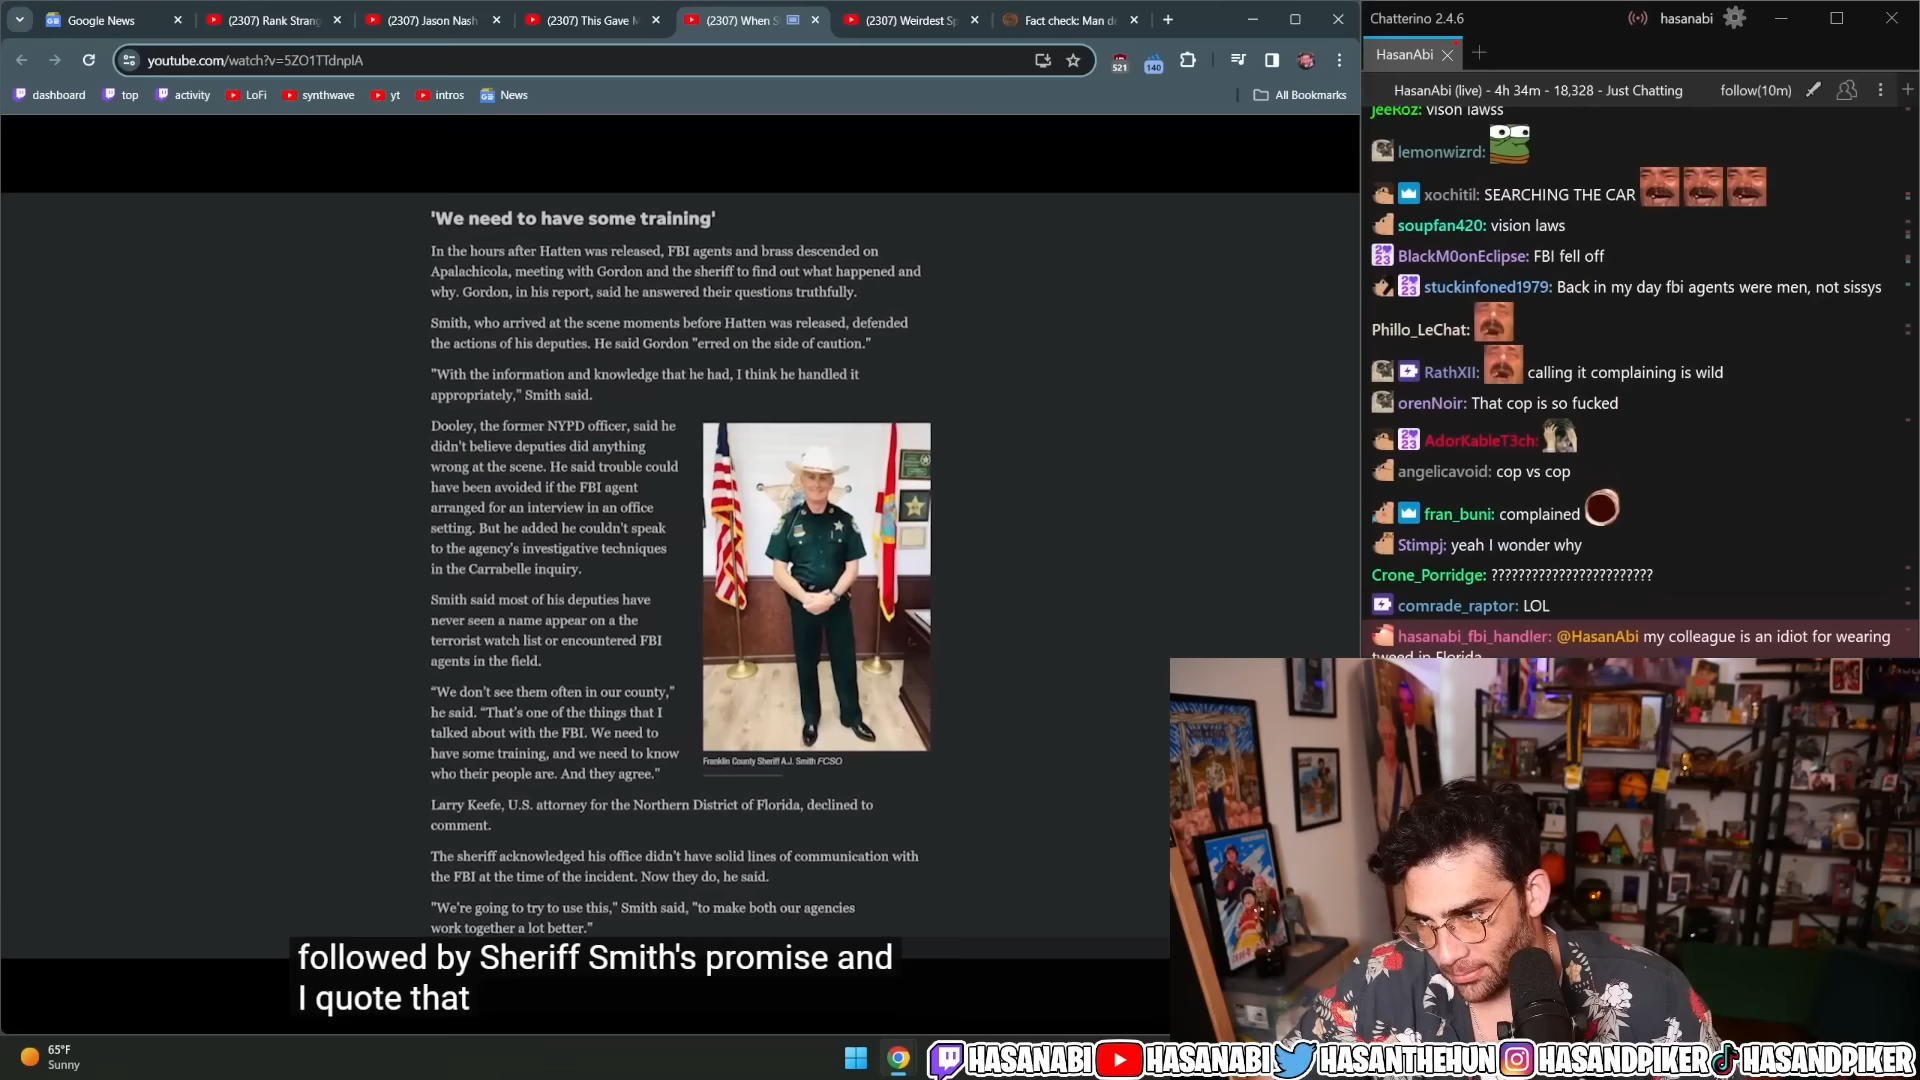 Google News
(2307) Rank Strang
(2307) Jason Nash
(2307) This Gave M
(2307) When S
(2307) Weirdest Sp
Fact check: Man d
youtube.com/watch?v=5ZO1TTdnplA
521
140
dashboard
top
activity
LoFi
synthwave
yt
intros
News
All Bookmarks
'We need to have some training'
In the hours after Hatten was released, FBI agents and brass descended on
Apalachicola, meeting with Gordon and the sheriff to find out what happened and
why. Gordon, in his report, said he answered their questions truthfully.
Smith, who arrived at the scene moments before Hatten was released, defended
the actions of his deputies. He said Gordon "erred on the side of caution."
"With the information and knowledge that he had, I think he handled it
appropriately," Smith said.
Dooley, the former NYPD officer, said he
didn't believe deputies did anything
wrong at the scene. He said trouble could
have been avoided if the FBI agent
arranged for an interview in an office
setting. But he added he couldn't speak
to the agency's investigative techniques
in the Carrabelle inquiry.
Smith said most of his deputies have
never seen a name appear on a the
terrorist watch list or encountered FBI
agents in the field.
“We don't see them often in our county,"
he said. “That's one of the things that I
talked about with the FBI. We need to
have some training, and we need to know
who their people are. And they agree."
Franklin County Sheriff A.J. Smith FCSO
Larry Keefe, U.S. attorney for the Northern District of Florida, declined to
comment.
The sheriff acknowledged his office didn't have solid lines of communication with
the FBI at the time of the incident. Now they do, he said.
"We're going to try to use this," Smith said, "to make both our agencies
work together a lot better."
followed by Sheriff Smith's promise and
I quote that
65°F
Sunny
Chatterino 2.4.6
hasanabi
HasanAbi
HasanAbi (live) - 4h 34m - 18,328 - Just Chatting
follow(10m)
JeeRoz: vison lawss
lemonwizrd:
xochitil: SEARCHING THE CAR
soupfan420: vision laws
BlackM0onEclipse: FBI fell off
stuckinfoned1979: Back in my day fbi agents were men, not sissys
Phillo_LeChat:
RathXII: calling it complaining is wild
orenNoir: That cop is so fucked
AdorKableT3ch:
angelicavoid: cop vs cop
fran_buni: complained
Stimpj: yeah I wonder why
Crone_Porridge: ????????????????????????
comrade_raptor: LOL
hasanabi_fbi_handler: @HasanAbi my colleague is an idiot for wearing
tweed in Florida
HASANABI
HASANABI
HASANTHEHUN
HASANDPIKER
HASANDPIKER